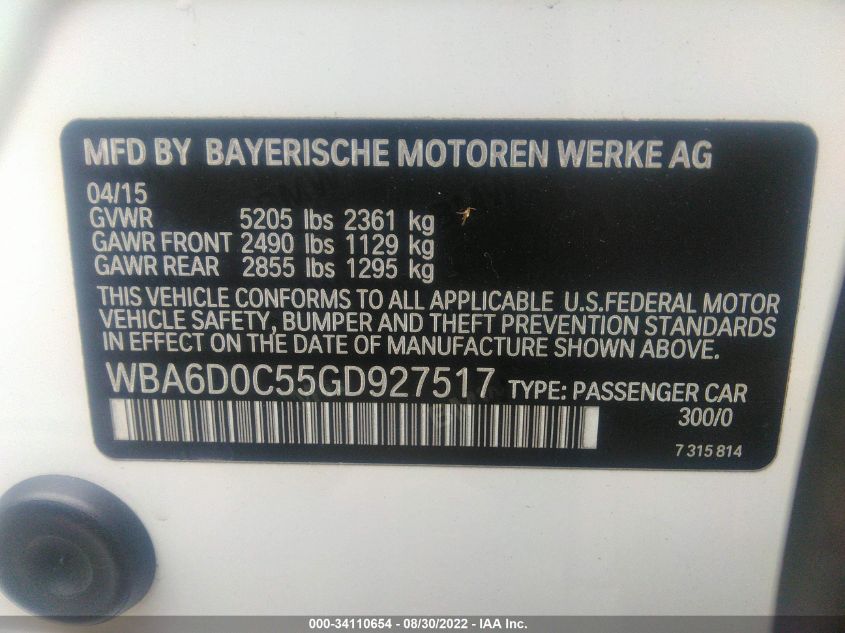 MFD BY BAYERISCHE MOTOREN WERKE AG
04/15
GVWR 5205 lbs 2361 kg
GAWR FRONT 2490 lbs 1129 kg
GAWR REAR 2855 lbs 1295 kg
THIS VEHICLE CONFORMS TO ALL APPLICABLE U.S.FEDERAL MOTOR
VEHICLE SAFETY, BUMPER AND THEFT PREVENTION STANDARDS
IN EFFECT ON THE DATE OF MANUFACTURE SHOWN ABOVE.
WBA6D0C55GD927517 TYPE: PASSENGER CAR
300/0
7 315 814
000-34110654 - 08/30/2022 - IAA Inc.